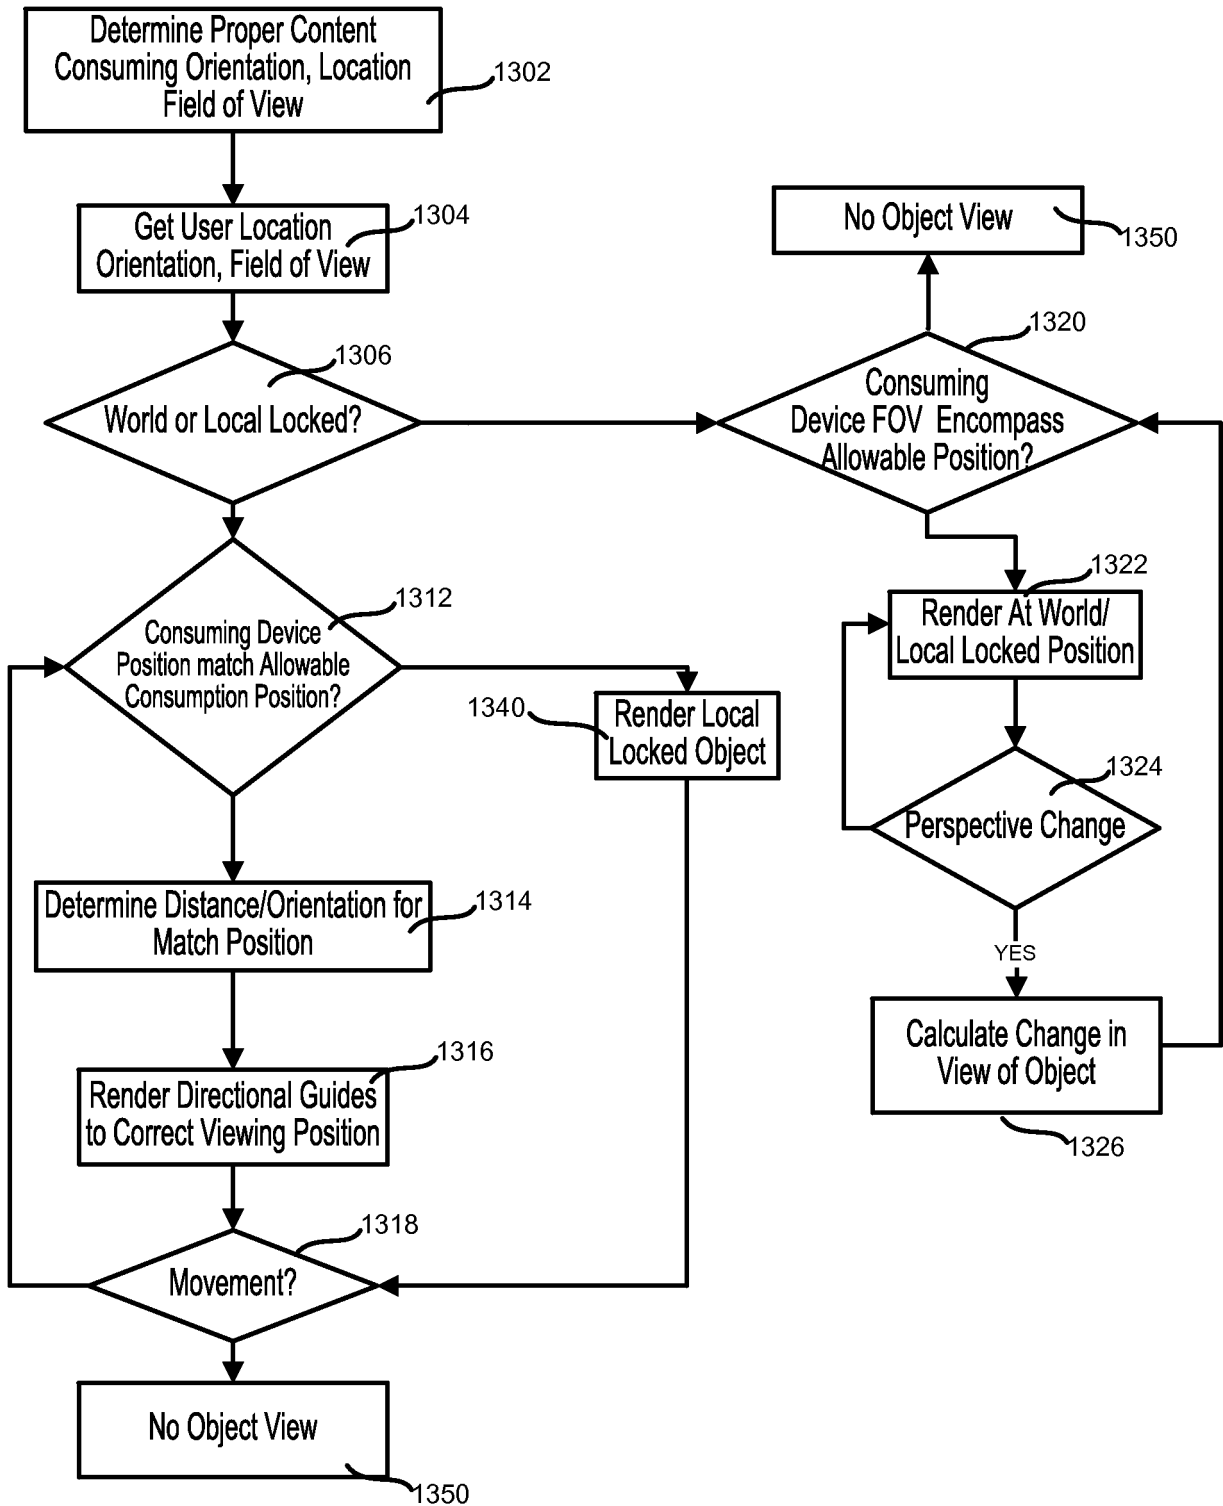 Determine Proper Content
Consuming Orientation, Location
Field of View
1302
Get User Location
Orientation, Field of View
1304
World or Local Locked?
1306
Consuming Device
Position match Allowable
Consumption Position?
1312
Render Local
Locked Object
1340
Determine Distance/Orientation for
Match Position
1314
Render Directional Guides
to Correct Viewing Position
1316
Movement?
1318
No Object View
1350
No Object View
1350
Consuming
Device FOV Encompass
Allowable Position?
1320
Render At World/
Local Locked Position
1322
Perspective Change
1324
YES
Calculate Change in
View of Object
1326